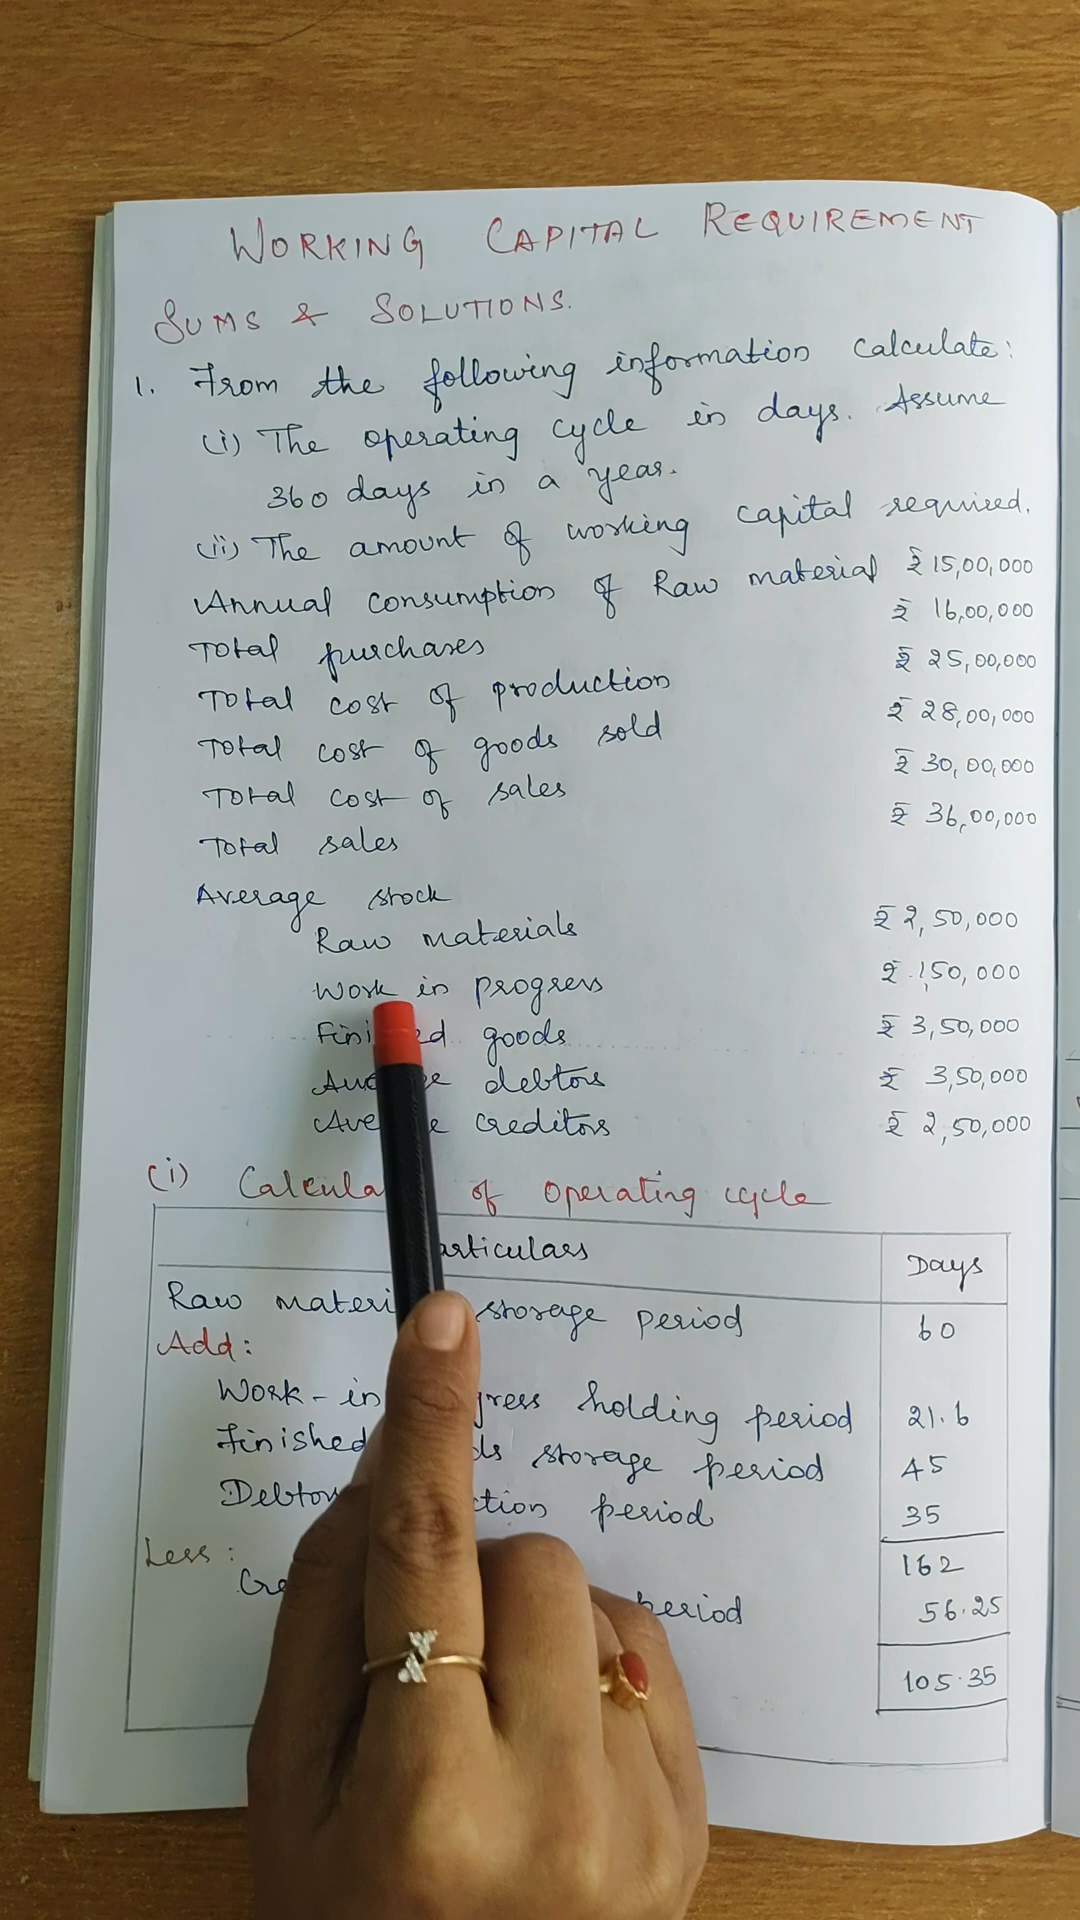 WORKING CAPITAL REQUIREMENT
SUMS & SOLUTIONS.
1. From the following information calculate:
(i) The operating cycle in days. Assume
360 days in a year.
(ii) The amount of working capital required.
Annual consumption of Raw material ₹ 15,00,000
Total purchases ₹ 16,00,000
Total cost of production ₹ 25,00,000
Total cost of goods sold ₹ 28,00,000
Total cost of sales ₹ 30,00,000
Total sales ₹ 36,00,000
Average stock
Raw materials ₹ 2,50,000
Work in progress ₹ 1,50,000
goods ₹ 3,50,000
debtors ₹ 3,50,000
creditors ₹ 2,50,000
(i) of operating cycle
Days
Raw storage period 60
Add:
Work-in holding period 21.6
Finished storage period 45
period 35
162
Less:
period 56.25
105.35